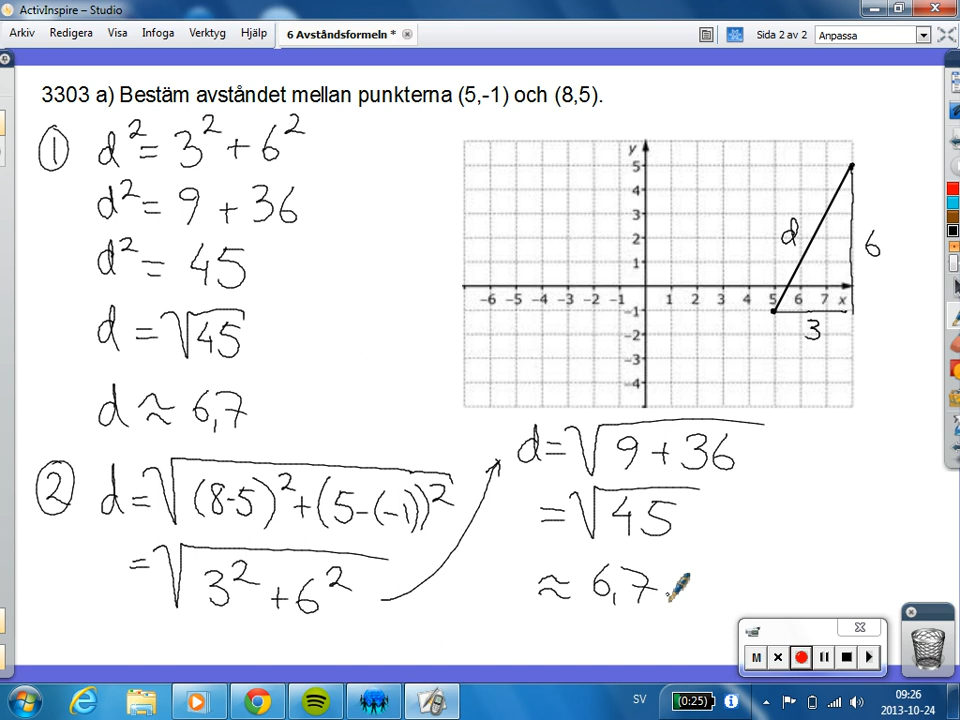 ActivInspire – Studio
Arkiv Redigera Visa Infoga Verktyg Hjälp
6 Avståndsformeln *
Sida 2 av 2
Anpassa
3303 a) Bestäm avståndet mellan punkterna (5,-1) och (8,5).
① d² = 3² + 6²
d² = 9 + 36
d² = 45
d = √45
d ≈ 6,7
② d = √((8-5)² + (5-(-1))²)
= √(3² + 6²)
y
5
4
3
2
1
−6 −5 −4 −3 −2 −1 1 2 3 4 5 6 7 x
−1
−2
−3
−4
d
6
3
d = √(9 + 36)
= √45
≈ 6,7
M
SV
(0:25)
09:26
2013-10-24